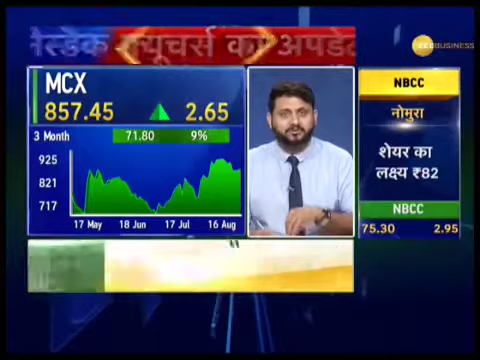 नैस्डेक फ्यूचर्स का अपडेट
ZEE BUSINESS
MCX
857.45 2.65
3 Month 71.80 9%
925
821
717
17 May 18 Jun 17 Jul 16 Aug
NBCC
नोमुरा
शेयर का
लक्ष्य ₹82
NBCC
75.30 2.95